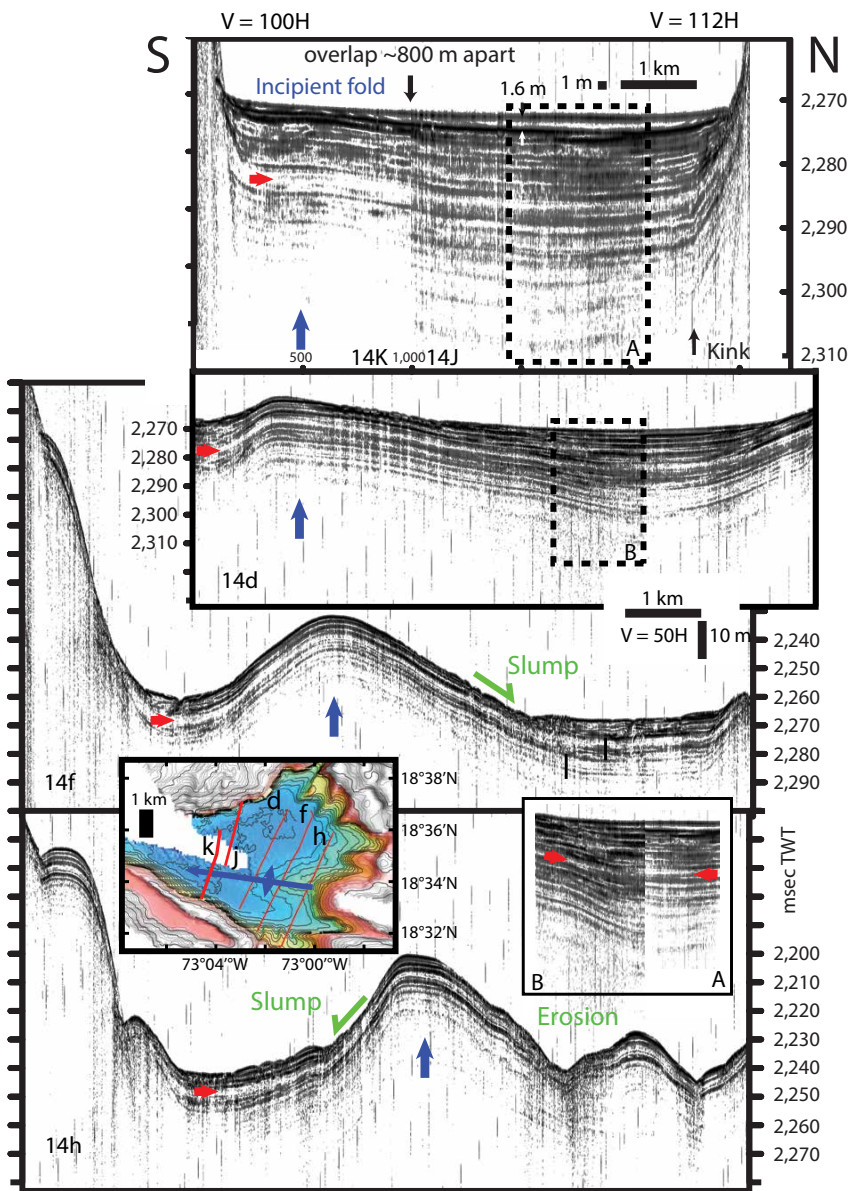 V = 100H
V = 112H
S
N
overlap ~800 m apart
1 km
1.6 m
1 m
Incipient fold
2,270
2,280
2,290
2,300
2,310
A
Kink
500
14K
1,000
14J
2,270
2,280
2,290
2,300
2,310
B
14d
1 km
V = 50H
10 m
2,240
2,250
2,260
2,270
2,280
2,290
Slump
14f
1 km
d
f
h
k
j
18°38'N
18°36'N
18°34'N
18°32'N
73°04'W
73°00'W
B
A
msec TWT
2,200
2,210
2,220
2,230
2,240
2,250
2,260
2,270
Slump
Erosion
14h